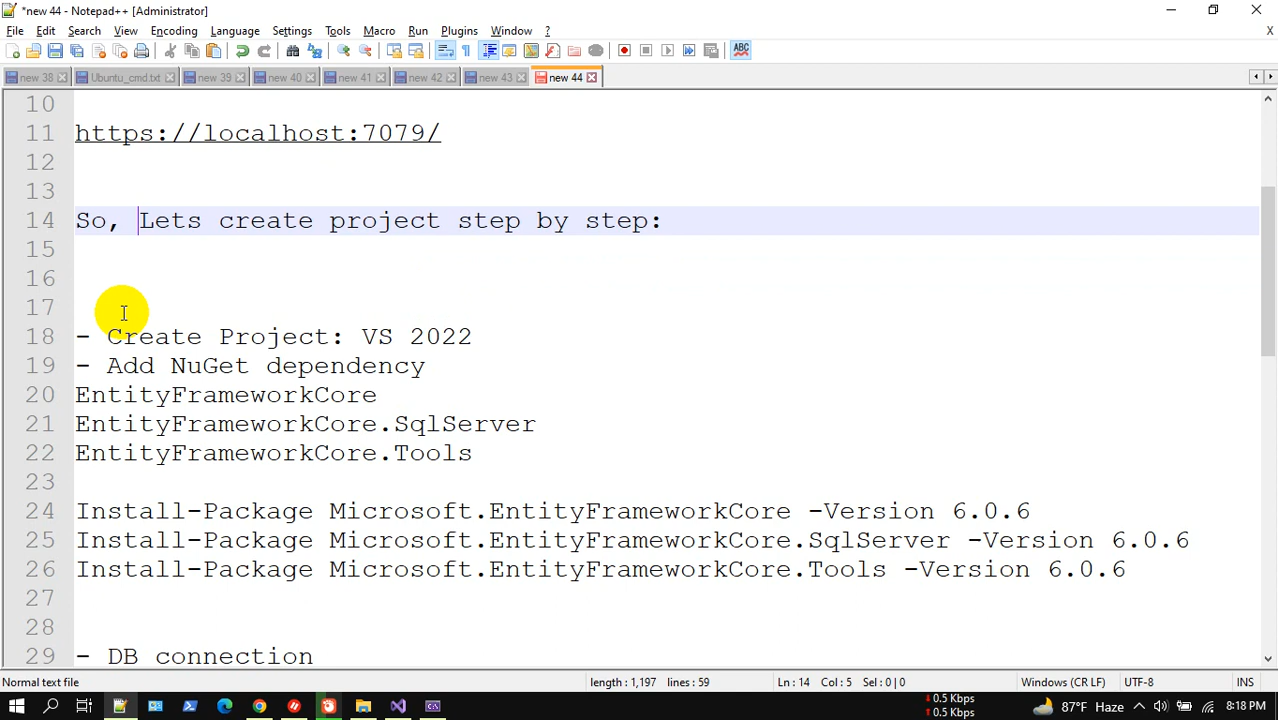 *new 44 - Notepad++ [Administrator]
File Edit Search View Encoding Language Settings Tools Macro Run Plugins Window ?
X
ABC
new 38 Ubuntu_cmd.txt new 39 new 40 new 41 new 42 new 43 new 44
10
11 https://localhost:7079/
12
13
14 So, Lets create project step by step:
15
16
17
18 - Create Project: VS 2022
19 - Add NuGet dependency
20 EntityFrameworkCore
21 EntityFrameworkCore.SqlServer
22 EntityFrameworkCore.Tools
23
24 Install-Package Microsoft.EntityFrameworkCore -Version 6.0.6
25 Install-Package Microsoft.EntityFrameworkCore.SqlServer -Version 6.0.6
26 Install-Package Microsoft.EntityFrameworkCore.Tools -Version 6.0.6
27
28
29 - DB connection
Normal text file length : 1,197 lines : 59 Ln : 14 Col : 5 Sel : 0 | 0 Windows (CR LF) UTF-8 INS
0.5 Kbps
0.5 Kbps
87°F Haze 8:18 PM